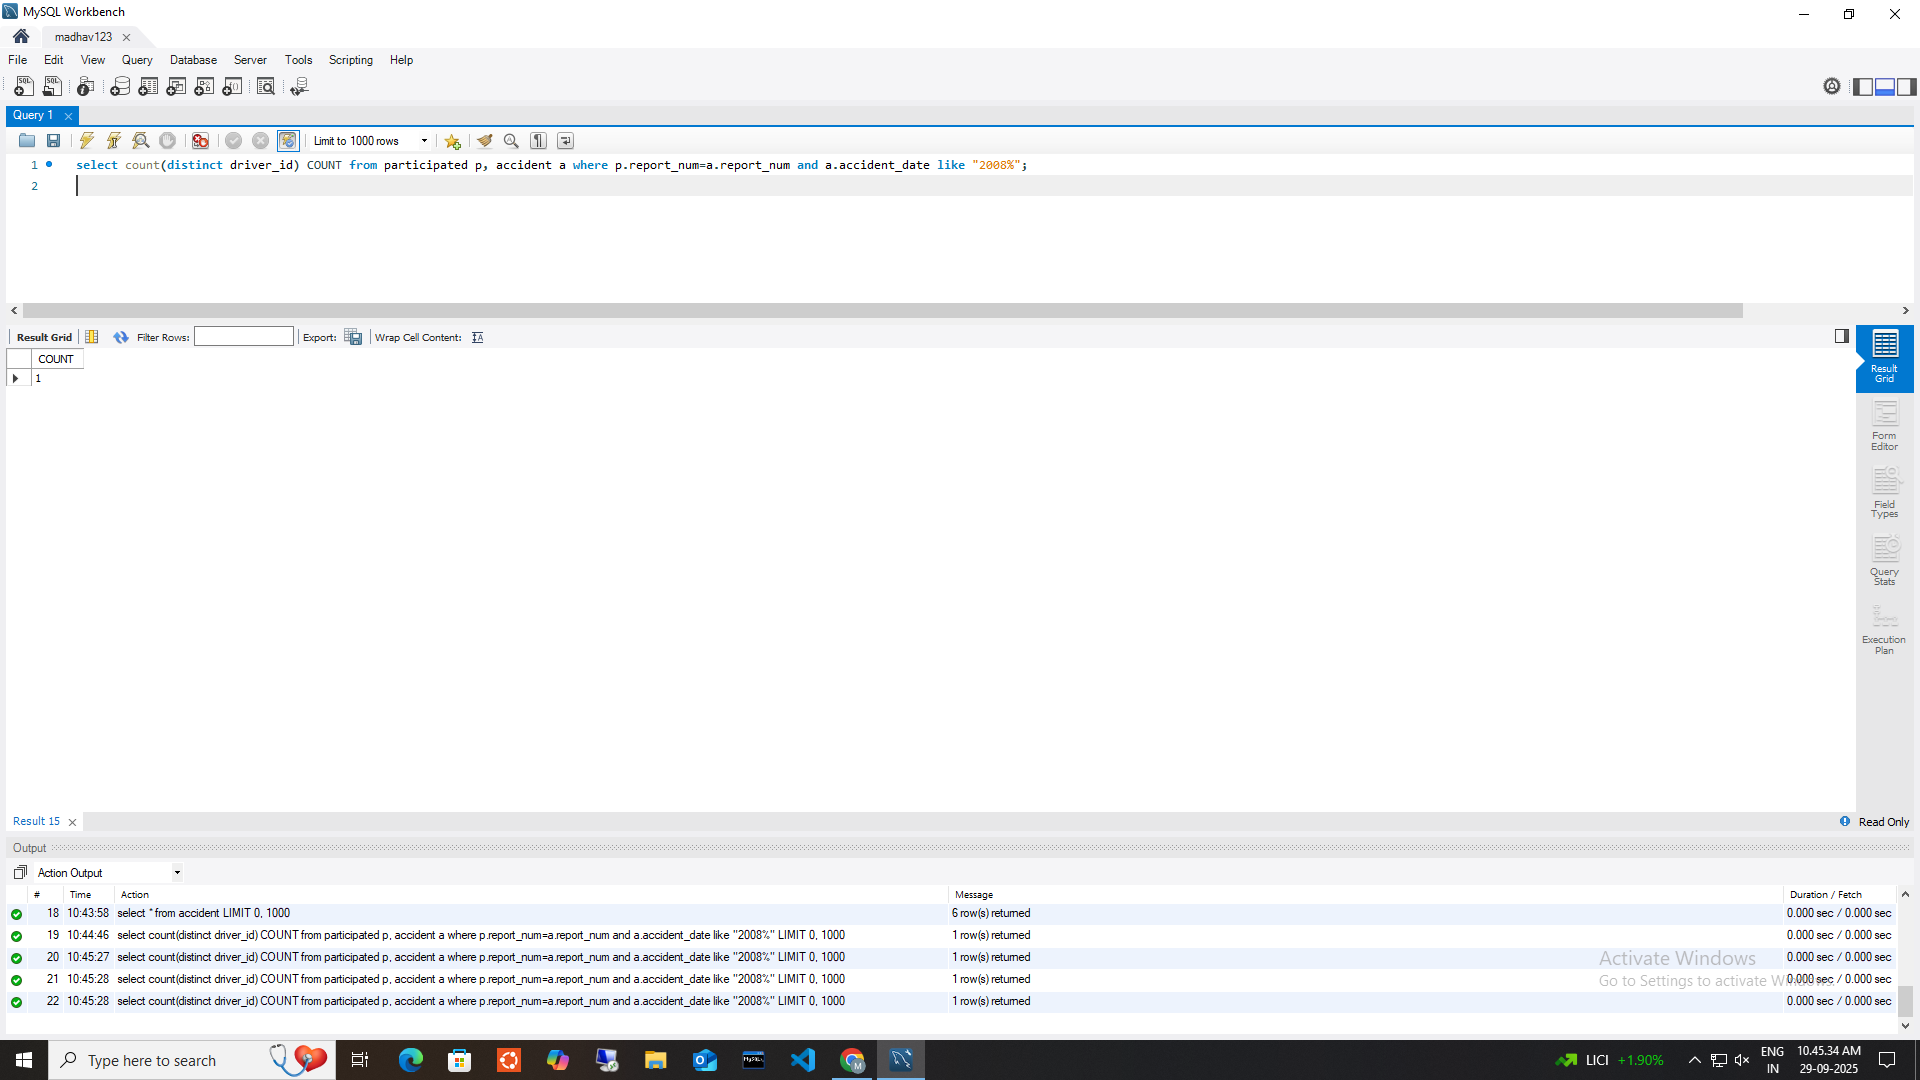 MySQL Workbench
madhav123
File Edit View Query Database Server Tools Scripting Help
Query 1
Limit to 1000 rows
1 select count(distinct driver_id) COUNT from participated p, accident a where p.report_num=a.report_num and a.accident_date like "2008%";
2
Result Grid Filter Rows: Export: Wrap Cell Content:
COUNT
1
Result
Grid
Form
Editor
Field
Types
Query
Stats
Execution
Plan
Result 15 Read Only
Output
Action Output
# Time Action Message Duration / Fetch
18 10:43:58 select * from accident LIMIT 0, 1000 6 row(s) returned 0.000 sec / 0.000 sec
19 10:44:46 select count(distinct driver_id) COUNT from participated p, accident a where p.report_num=a.report_num and a.accident_date like "2008%" LIMIT 0, 1000 1 row(s) returned 0.000 sec / 0.000 sec
20 10:45:27 select count(distinct driver_id) COUNT from participated p, accident a where p.report_num=a.report_num and a.accident_date like "2008%" LIMIT 0, 1000 1 row(s) returned 0.000 sec / 0.000 sec
21 10:45:28 select count(distinct driver_id) COUNT from participated p, accident a where p.report_num=a.report_num and a.accident_date like "2008%" LIMIT 0, 1000 1 row(s) returned 0.000 sec / 0.000 sec
22 10:45:28 select count(distinct driver_id) COUNT from participated p, accident a where p.report_num=a.report_num and a.accident_date like "2008%" LIMIT 0, 1000 1 row(s) returned 0.000 sec / 0.000 sec
Activate Windows
Go to Settings to activate Windows.
Type here to search
LICI +1.90%
ENG
IN
10.45.34 AM
29-09-2025